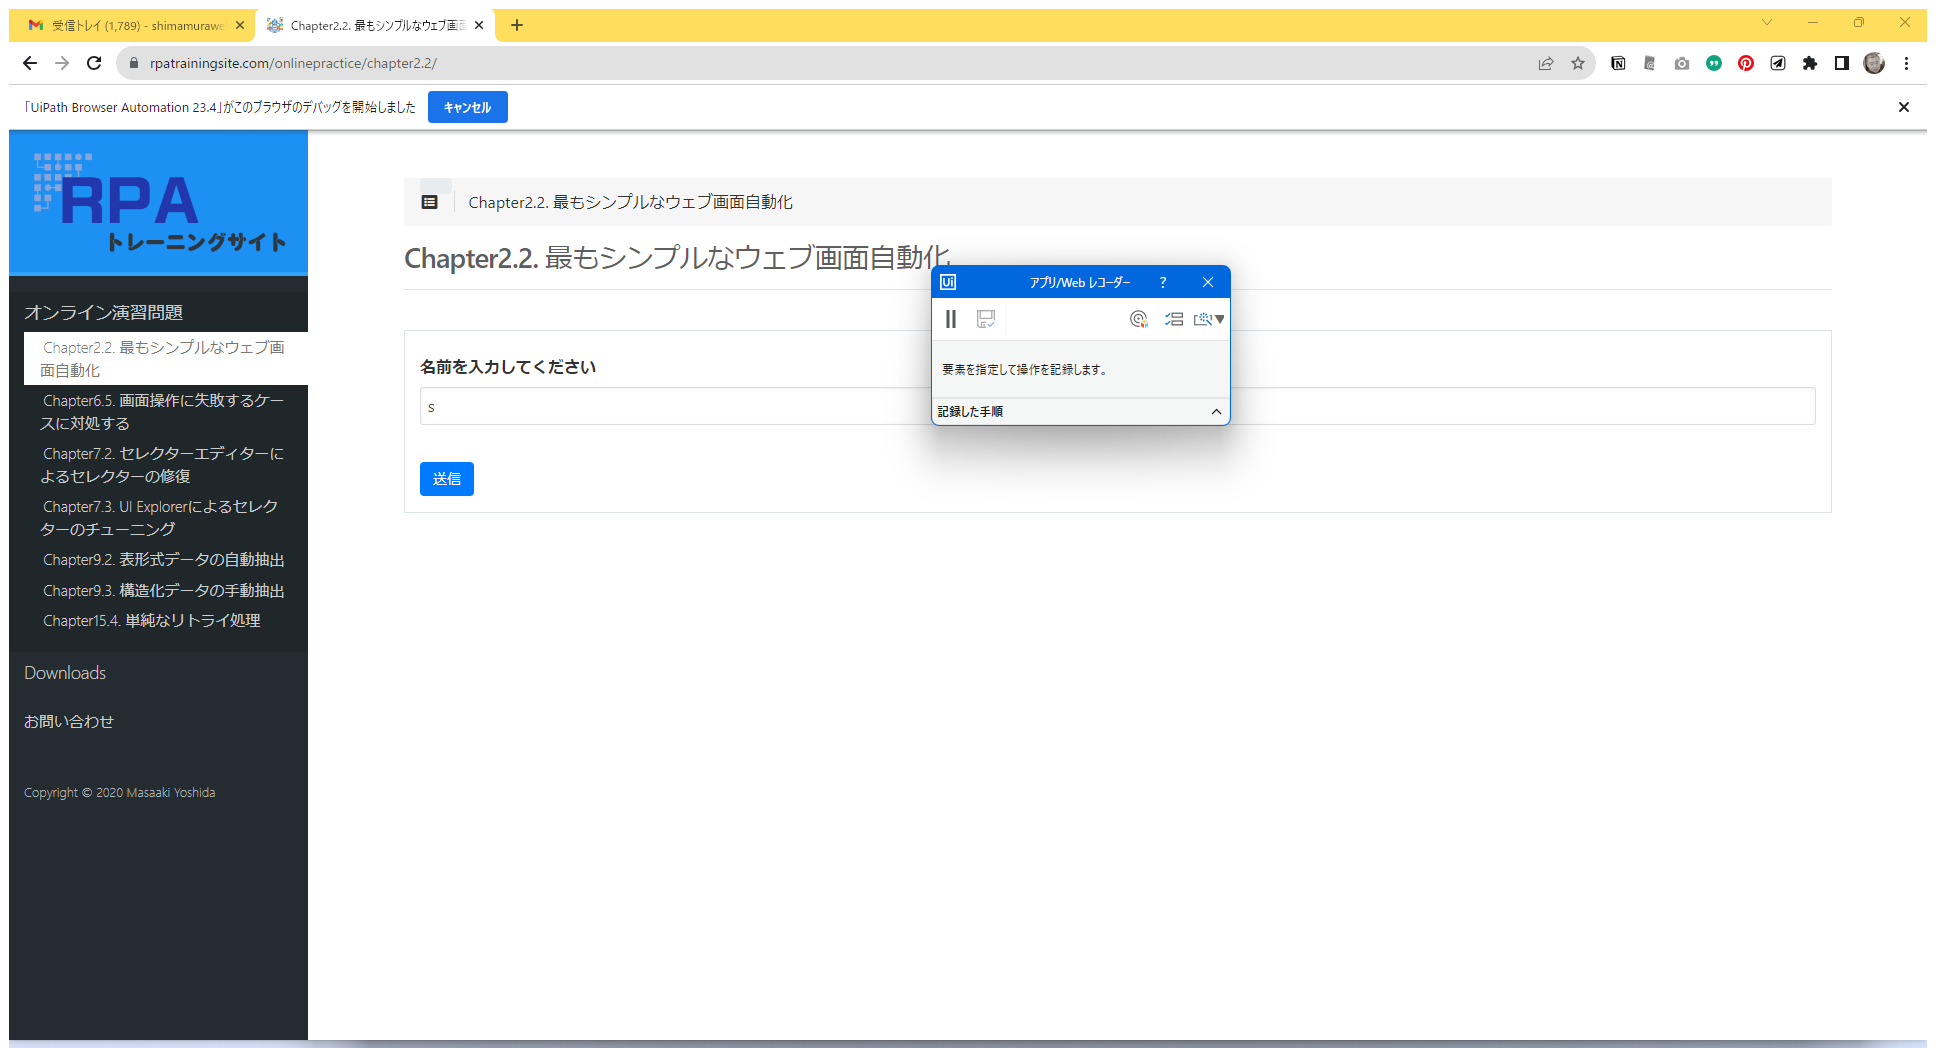 受信トレイ (1,789) - shimamurawe
Chapter2.2. 最もシンプルなウェブ画面
rpatrainingsite.com/onlinepractice/chapter2.2/
「UiPath Browser Automation 23.4」がこのブラウザのデバッグを開始しました
キャンセル
RPA
トレーニングサイト
オンライン演習問題
Chapter2.2. 最もシンプルなウェブ画
面自動化
Chapter6.5. 画面操作に失敗するケー
スに対処する
Chapter7.2. セレクターエディターに
よるセレクターの修復
Chapter7.3. UI Explorerによるセレク
ターのチューニング
Chapter9.2. 表形式データの自動抽出
Chapter9.3. 構造化データの手動抽出
Chapter15.4. 単純なリトライ処理
Downloads
お問い合わせ
Copyright © 2020 Masaaki Yoshida
Chapter2.2. 最もシンプルなウェブ画面自動化
Chapter2.2. 最もシンプルなウェブ画面自動化
名前を入力してください
s
送信
Ui
アプリ/Web レコーダー
?
要素を指定して操作を記録します。
記録した手順